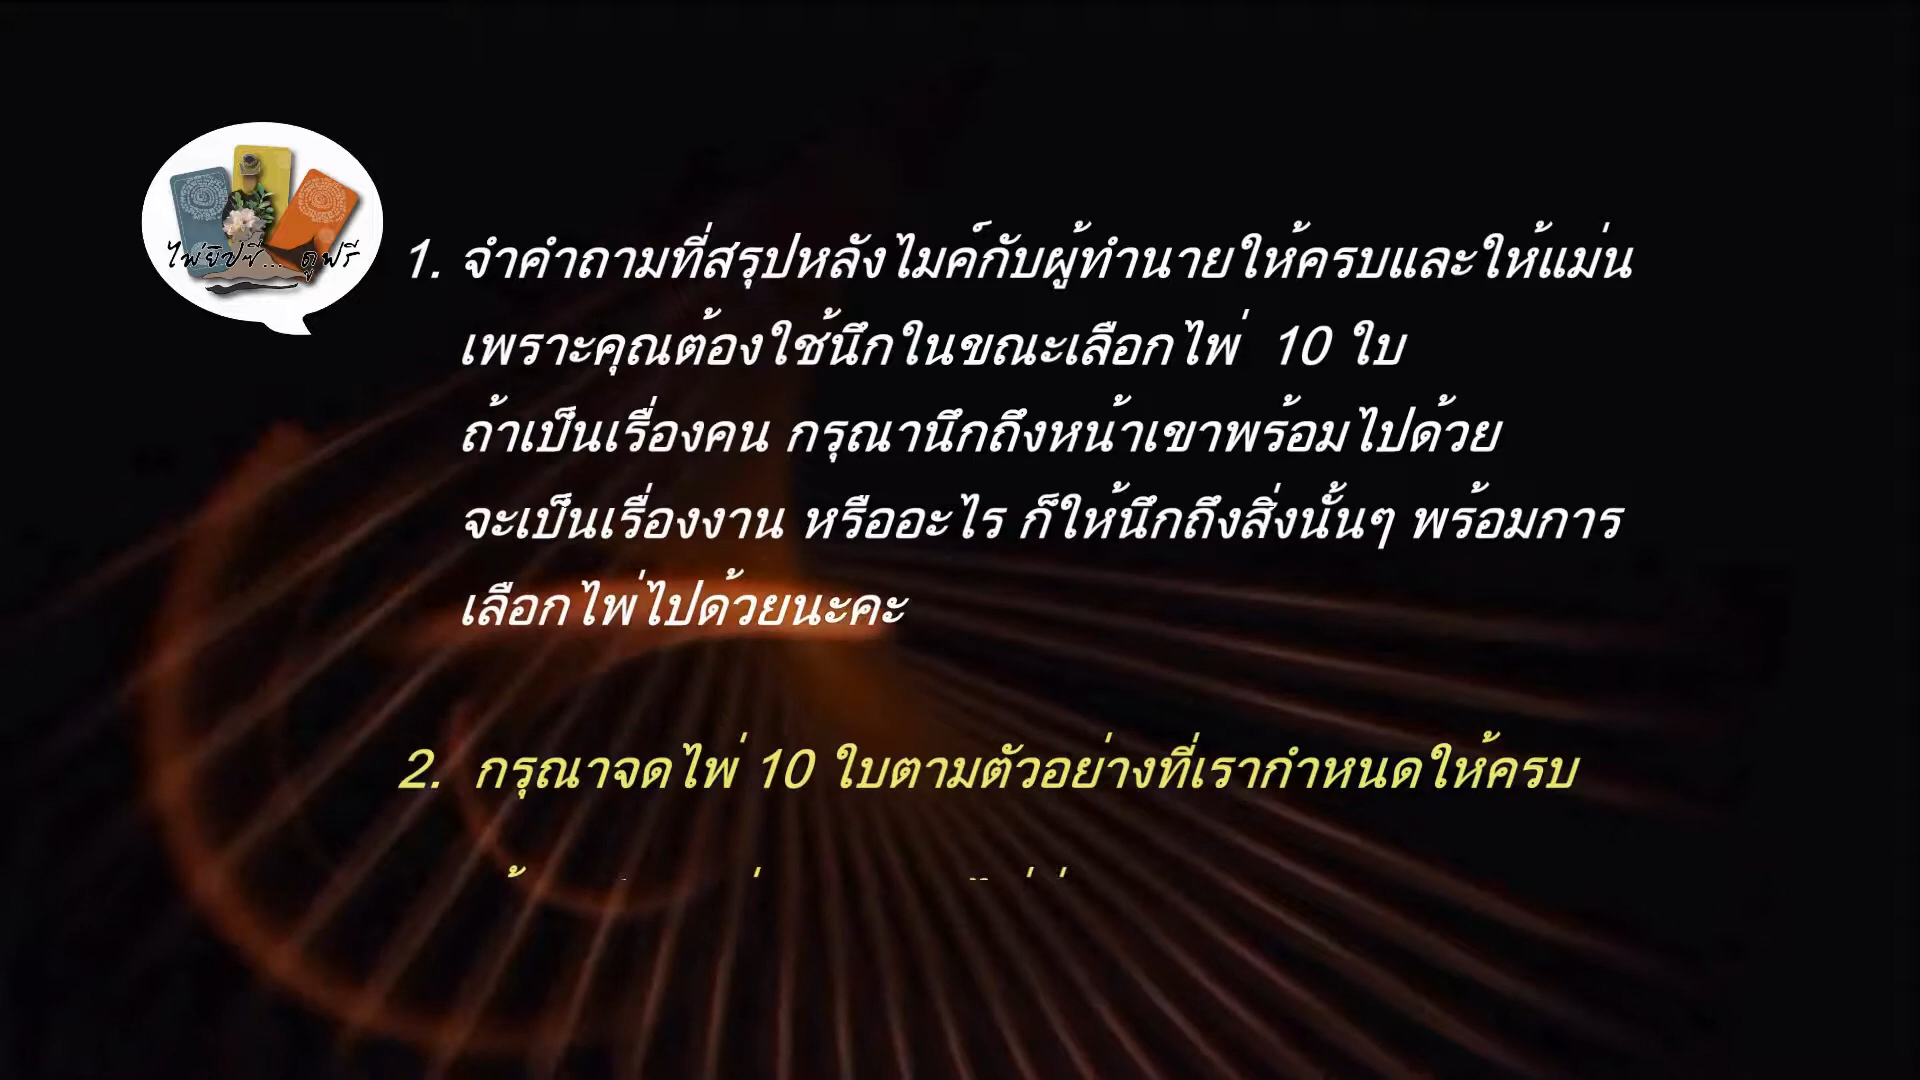 ไพ่ยิปซี... ดูฟรี
1. จำคำถามที่สรุปหลังไมค์กับผู้ทำนายให้ครบและให้แม่น
เพราะคุณต้องใช้นึกในขณะเลือกไพ่ 10 ใบ
ถ้าเป็นเรื่องคน กรุณานึกถึงหน้าเขาพร้อมไปด้วย
จะเป็นเรื่องงาน หรืออะไร ก็ให้นึกถึงสิ่งนั้นๆ พร้อมการ
เลือกไพ่ไปด้วยนะคะ
2. กรุณาจดไพ่ 10 ใบตามตัวอย่างที่เรากำหนดให้ครบ